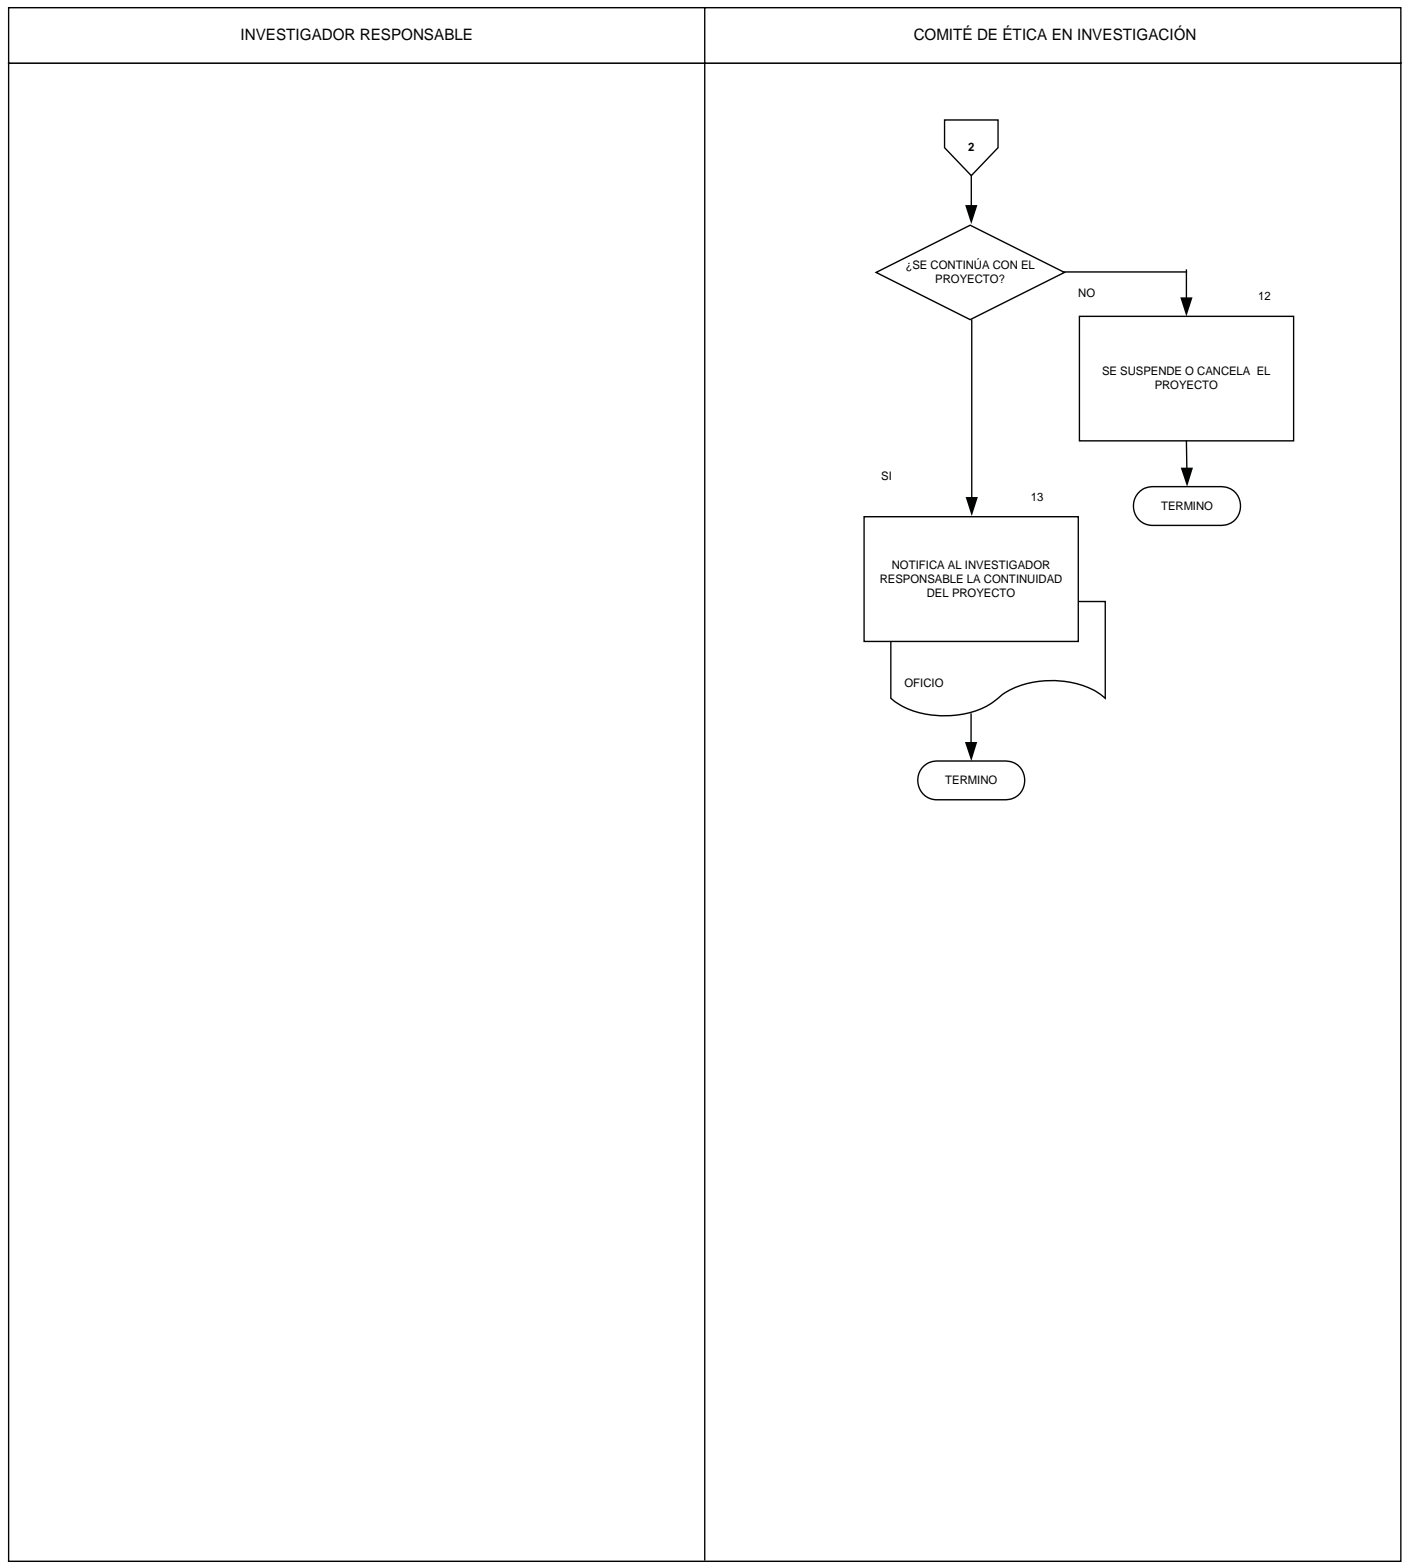 INVESTIGADOR RESPONSABLE
COMITÉ DE ÉTICA EN INVESTIGACIÓN
2
¿SE CONTINÚA CON EL
PROYECTO?
NO
12
SE SUSPENDE O CANCELA EL
PROYECTO
SI
13
TERMINO
NOTIFICA AL INVESTIGADOR
RESPONSABLE LA CONTINUIDAD
DEL PROYECTO
OFICIO
TERMINO